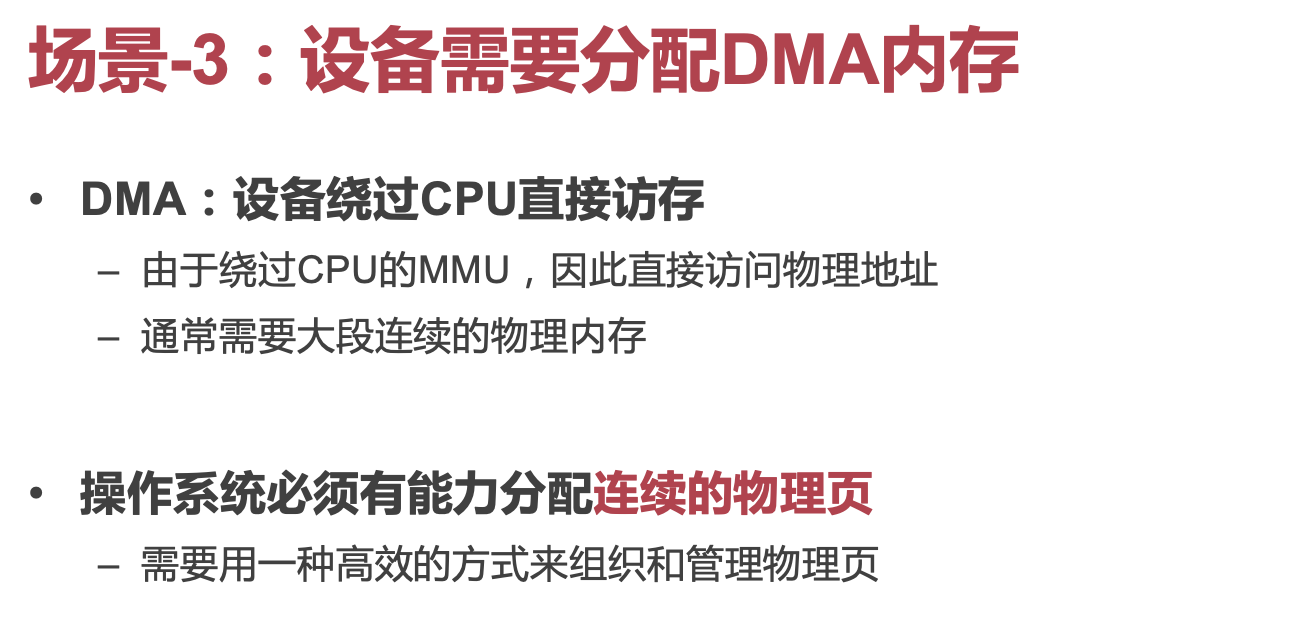 场景-3：设备需要分配DMA内存
• DMA：设备绕过CPU直接访存
– 由于绕过CPU的MMU，因此直接访问物理地址
– 通常需要大段连续的物理内存
• 操作系统必须有能力分配连续的物理页
– 需要用一种高效的方式来组织和管理物理页